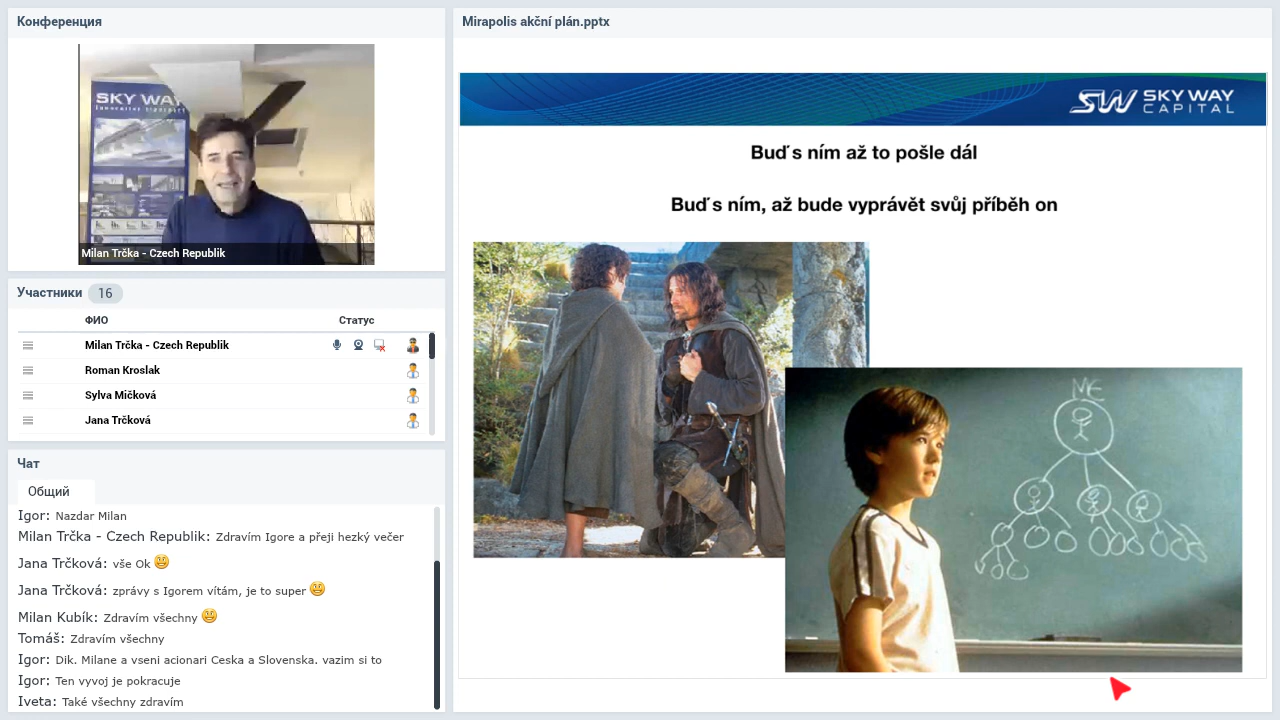 Конференция
SKY WAY
Milan Trčka - Czech Republik
Участники 16
ФИО Статус
Milan Trčka - Czech Republik
Roman Kroslak
Sylva Mičková
Jana Trčková
Чат
Общий
Igor: Nazdar Milan
Milan Trčka - Czech Republik: Zdravím Igore a přeji hezký večer
Jana Trčková: vše Ok
Jana Trčková: zprávy s Igorem vítám, je to super
Milan Kubík: Zdravím všechny
Tomáš: Zdravím všechny
Igor: Dik. Milane a vseni acionari Ceska a Slovenska. vazim si to
Igor: Ten vyvoj je pokracuje
Iveta: Také všechny zdravím
Mirapolis akční plán.pptx
SW SKY WAY
CAPITAL
Buď s ním až to pošle dál
Buď s ním, až bude vyprávět svůj příběh on
ME